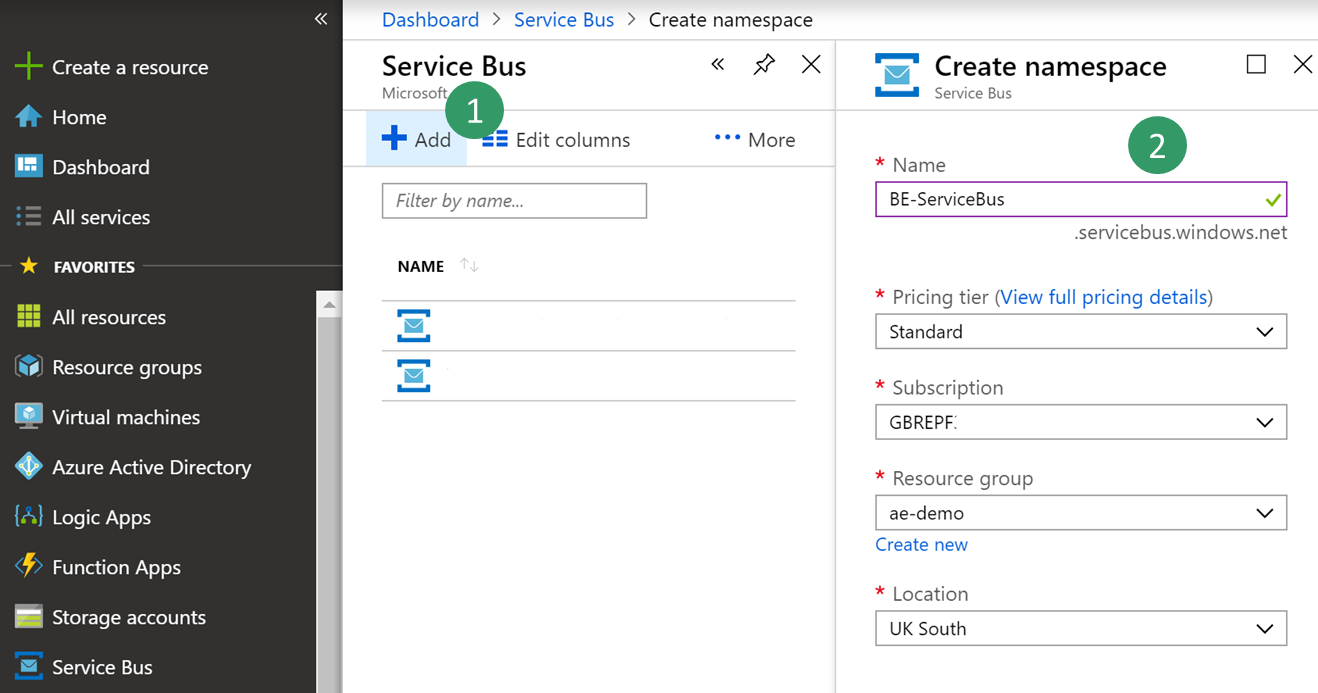 Create a resource
Home
Dashboard
All services
FAVORITES
All resources
Resource groups
Virtual machines
Azure Active Directory
Logic Apps
Function Apps
Storage accounts
Service Bus
Dashboard > Service Bus > Create namespace
Service Bus
Microsoft
1
Add
Edit columns
More
Filter by name...
NAME
Create namespace
Service Bus
2
* Name
BE-ServiceBus
.servicebus.windows.net
* Pricing tier (View full pricing details)
Standard
* Subscription
GBREPF
* Resource group
ae-demo
Create new
* Location
UK South